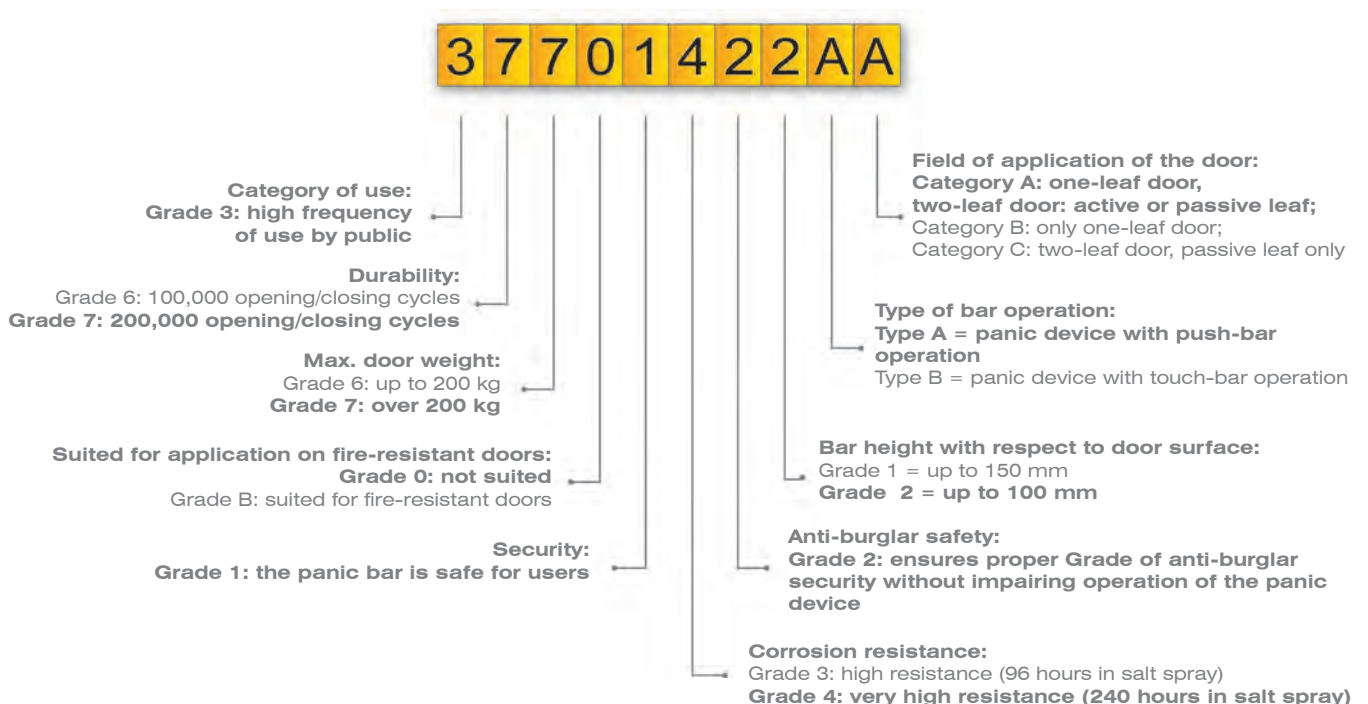 37701422AA
Category of use:
Grade 3: high frequency
of use by public
Durability:
Grade 6: 100,000 opening/closing cycles
Grade 7: 200,000 opening/closing cycles
Max. door weight:
Grade 6: up to 200 kg
Grade 7: over 200 kg
Suited for application on fire-resistant doors:
Grade 0: not suited
Grade B: suited for fire-resistant doors
Security:
Grade 1: the panic bar is safe for users
Field of application of the door:
Category A: one-leaf door,
two-leaf door: active or passive leaf;
Category B: only one-leaf door;
Category C: two-leaf door, passive leaf only
Type of bar operation:
Type A = panic device with push-bar
operation
Type B = panic device with touch-bar operation
Bar height with respect to door surface:
Grade 1 = up to 150 mm
Grade 2 = up to 100 mm
Anti-burglar safety:
Grade 2: ensures proper Grade of anti-burglar
security without impairing operation of the panic
device
Corrosion resistance:
Grade 3: high resistance (96 hours in salt spray)
Grade 4: very high resistance (240 hours in salt spray)